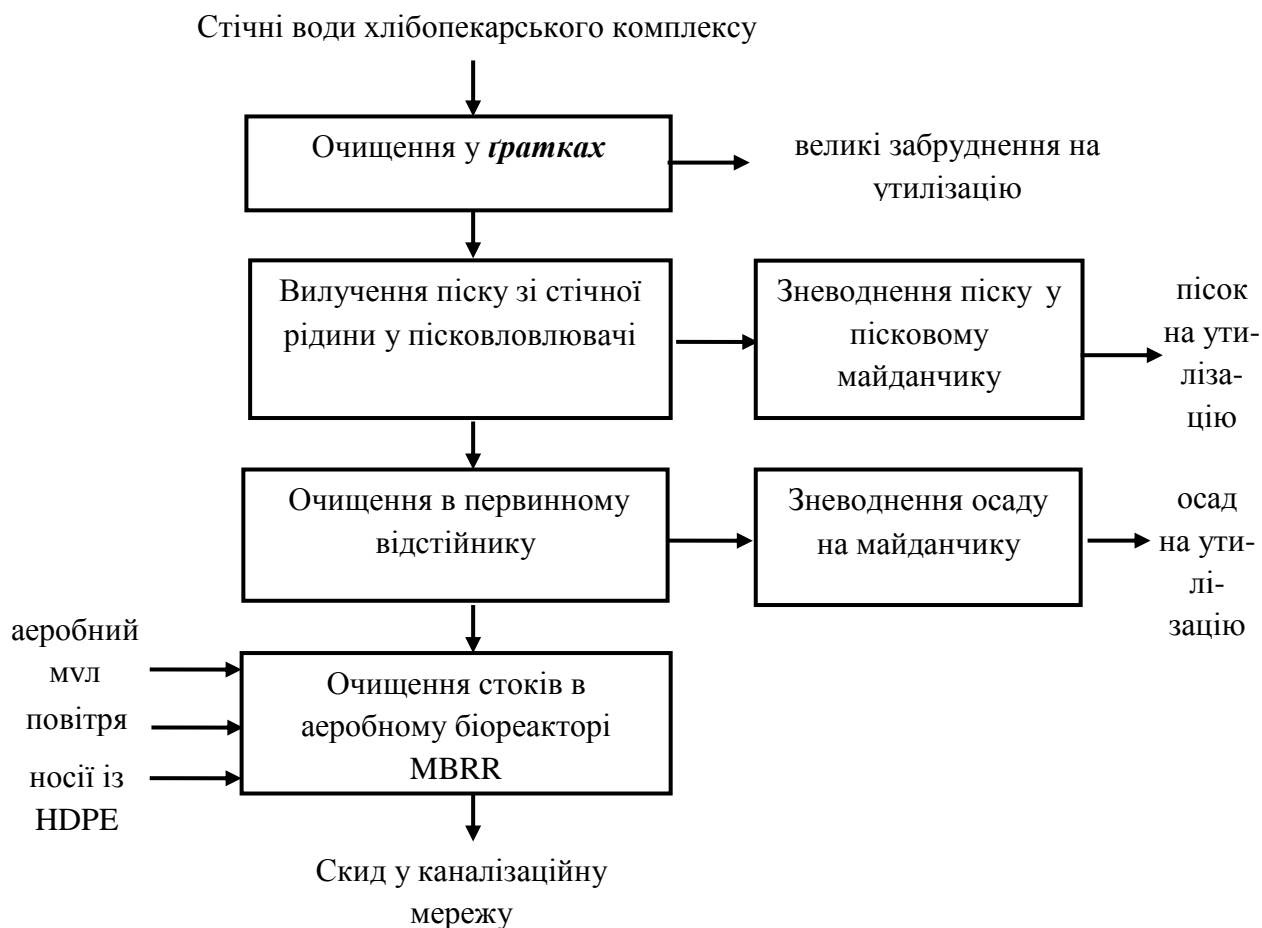 Стічні води хлібопекарського комплексу
Очищення у ґратках
великі забруднення на
утилізацію
Вилучення піску зі стічної
рідини у пісковловлювачі
Зневоднення піску у
пісковому
майданчику
пісок
на ути-
ліза-
цію
Очищення в первинному
відстійнику
Зневоднення осаду
на майданчику
осад
на ути-
лі-
зацію
аеробний
мул
повітря
носії із
HDPE
Очищення стоків в
аеробному біореакторі
MBRR
Скид у каналізаційну
мережу